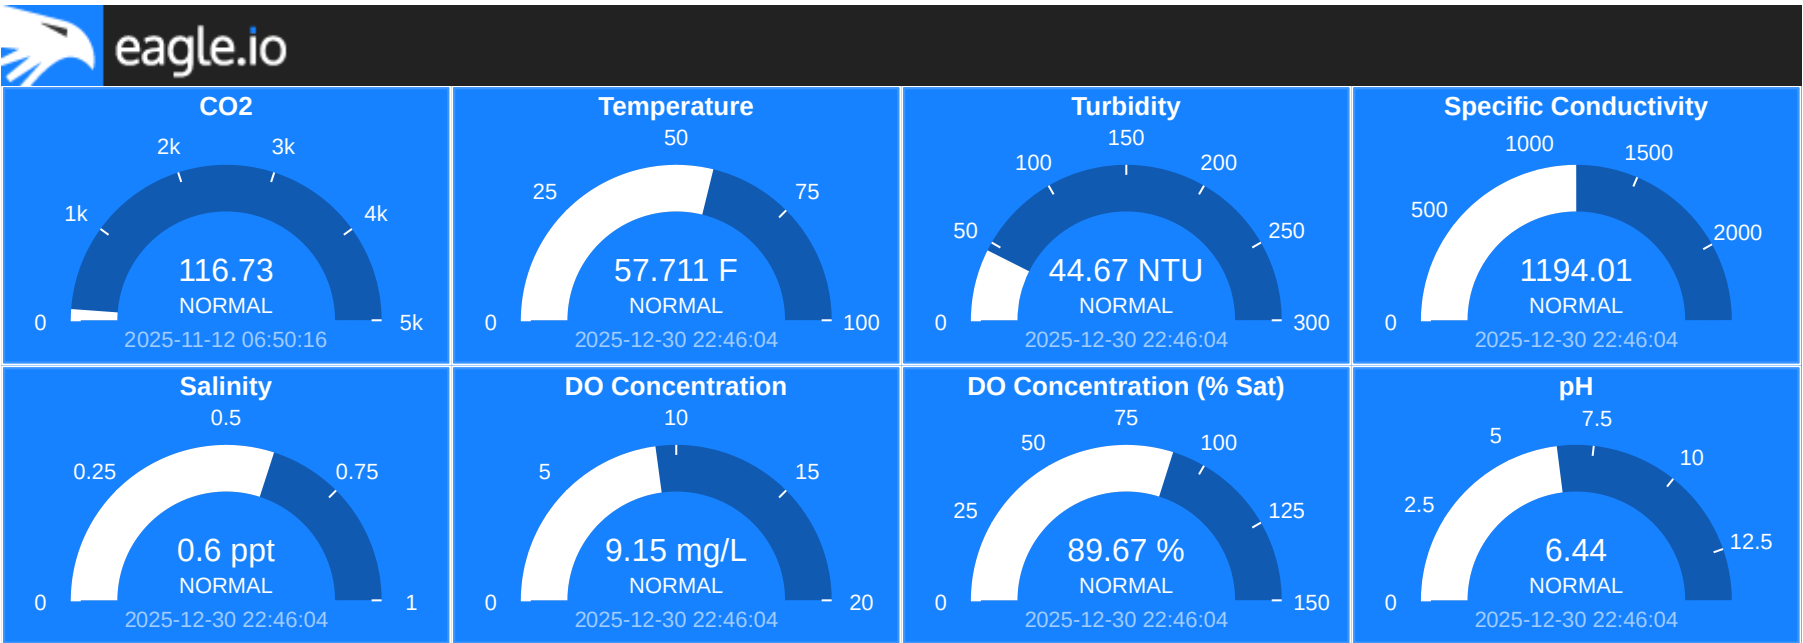 eagle.io
CO2
0
1k
2k
3k
4k
5k
116.73
NORMAL
2025-11-12 06:50:16
Temperature
0
25
50
75
100
57.711 F
NORMAL
2025-12-30 22:46:04
Turbidity
0
50
100
150
200
250
300
44.67 NTU
NORMAL
2025-12-30 22:46:04
Specific Conductivity
0
500
1000
1500
2000
1194.01
NORMAL
2025-12-30 22:46:04
Salinity
0
0.25
0.5
0.75
1
0.6 ppt
NORMAL
2025-12-30 22:46:04
DO Concentration
0
5
10
15
20
9.15 mg/L
NORMAL
2025-12-30 22:46:04
DO Concentration (% Sat)
0
25
50
75
100
125
150
89.67 %
NORMAL
2025-12-30 22:46:04
pH
0
2.5
5
7.5
10
12.5
6.44
NORMAL
2025-12-30 22:46:04